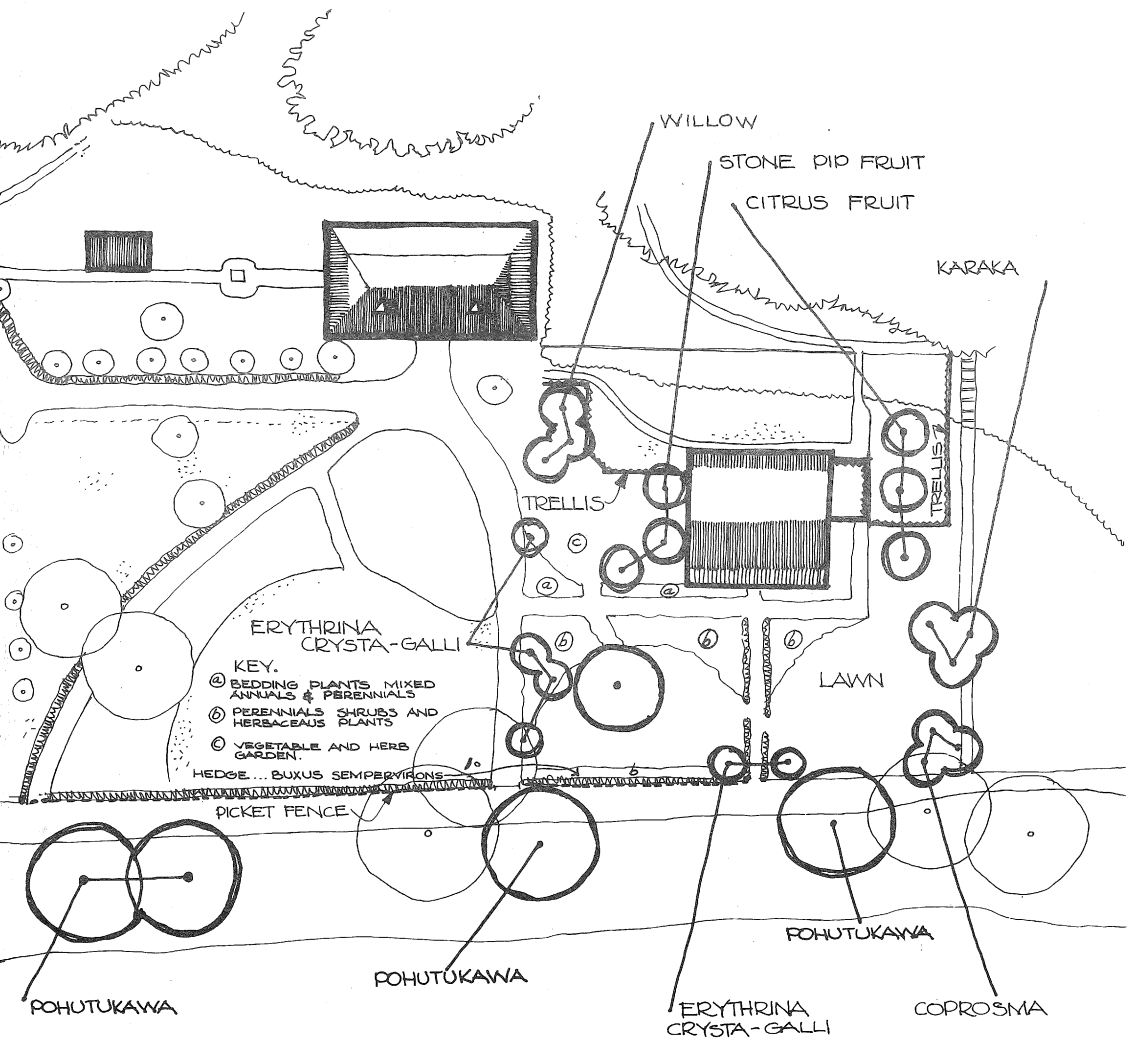 WILLOW
STONE PIP FRUIT
CITRUS FRUIT
KARAKA
TRELLIS
TRELLIS
c
a
a
b
b
b
ERYTHRINA
CRYSTA-GALLI
KEY.
a BEDDING PLANTS MIXED
ANNUALS & PERENNIALS
b PERENNIALS SHRUBS AND
HERBACEAUS PLANTS
c VEGETABLE AND HERB
GARDEN.
HEDGE... BUXUS SEMPERVIRONS
b
PICKET FENCE
LAWN
POHUTUKAWA
POHUTUKAWA
POHUTUKAWA
ERYTHRINA
CRYSTA-GALLI
COPROSMA